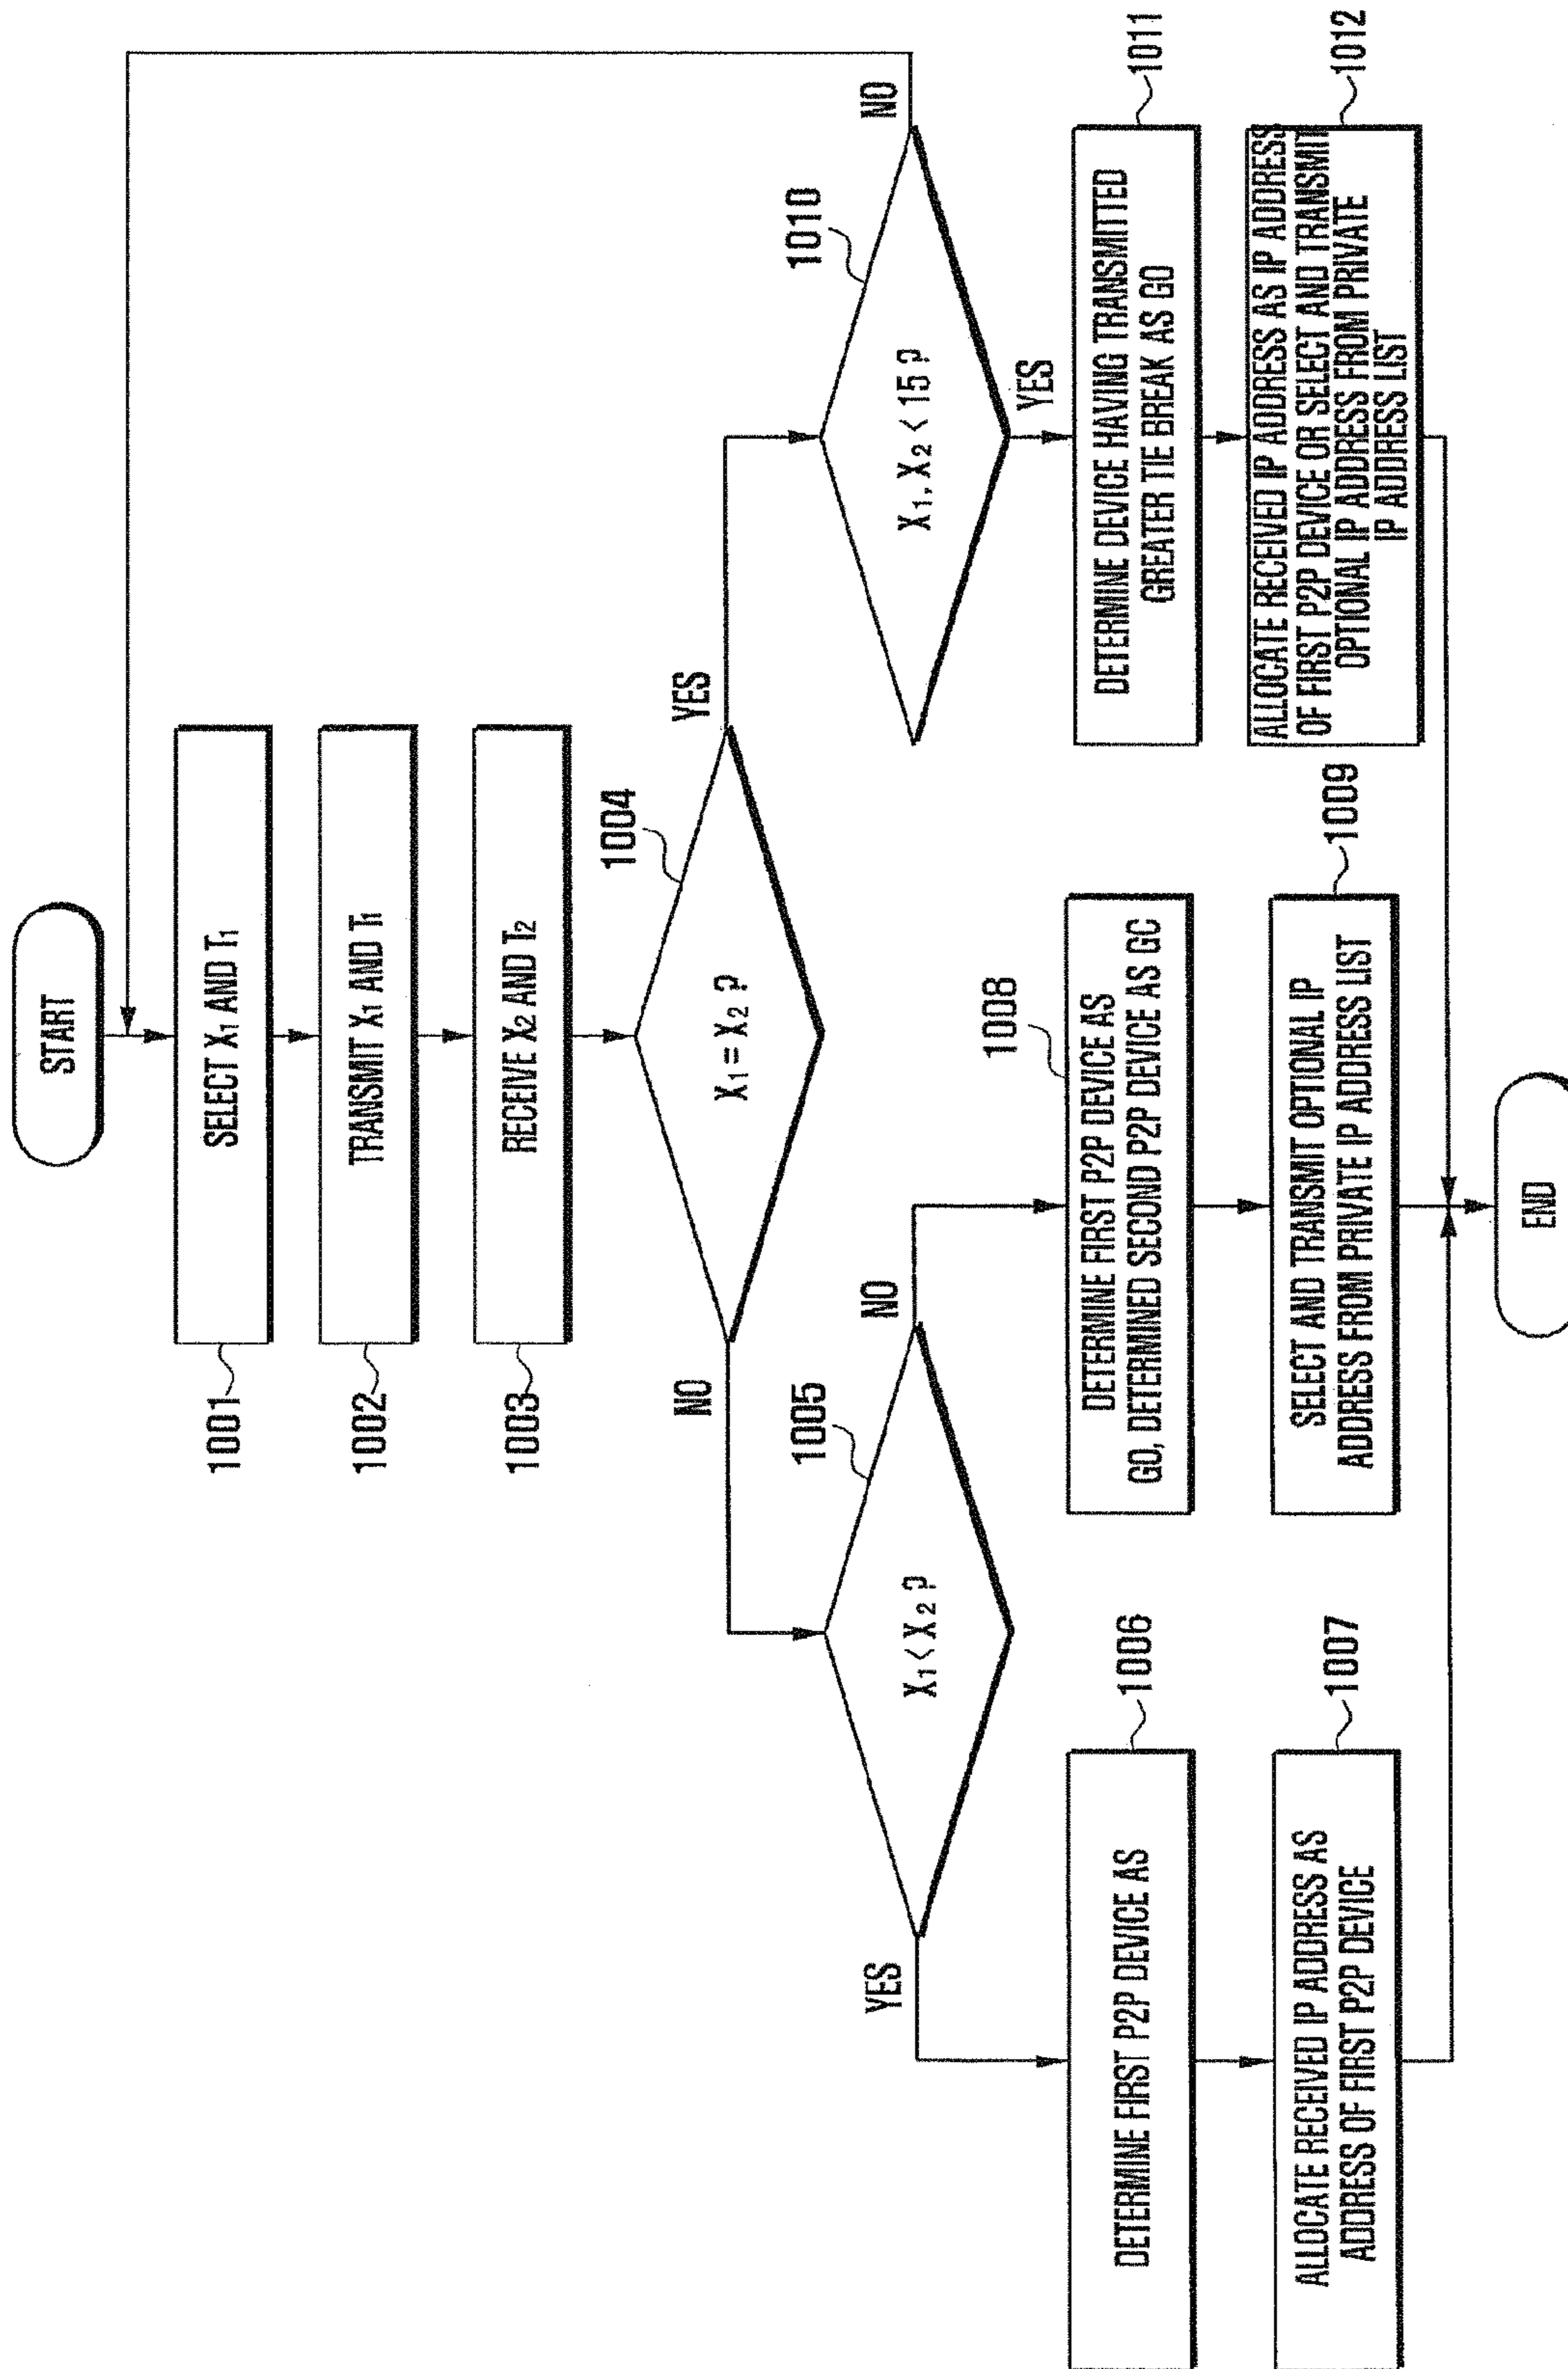 START
SELECT X1 AND T1
1001
TRANSMIT X1 AND T1
1002
RECEIVE X2 AND T2
1003
X1 = X2 ?
1004
NO
YES
X1 < X2 ?
1005
YES
NO
DETERMINE FIRST P2P DEVICE AS
1006
ALLOCATE RECEIVED IP ADDRESS AS
ADDRESS OF FIRST P2P DEVICE
1007
DETERMINE FIRST P2P DEVICE AS
GO, DETERMINED SECOND P2P DEVICE AS GC
1008
SELECT AND TRANSMIT OPTIONAL IP
ADDRESS FROM PRIVATE IP ADDRESS LIST
1009
X1, X2 < 15 ?
1010
NO
YES
DETERMINE DEVICE HAVING TRANSMITTED
GREATER TIE BREAK AS GO
1011
ALLOCATE RECEIVED IP ADDRESS AS IP ADDRESS
OF FIRST P2P DEVICE OR SELECT AND TRANSMIT
OPTIONAL IP ADDRESS FROM PRIVATE
IP ADDRESS LIST
1012
END